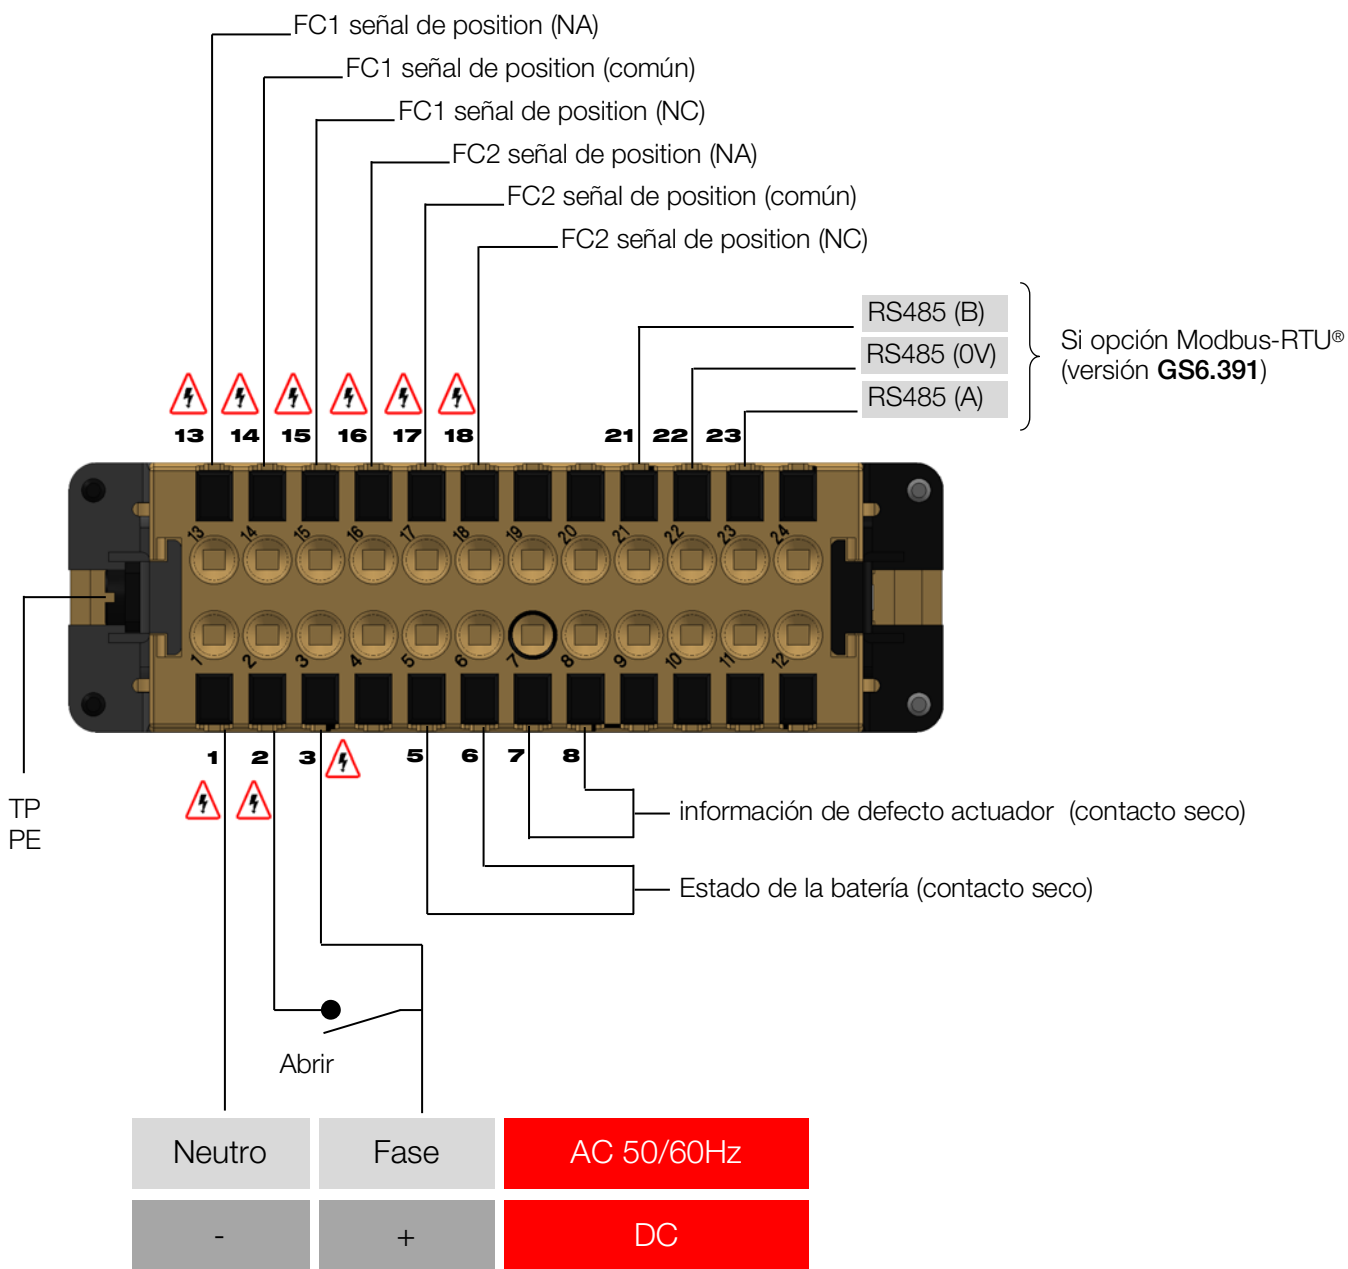 FC1 señal de position (NA)
FC1 señal de position (común)
FC1 señal de position (NC)
FC2 señal de position (NA)
FC2 señal de position (común)
FC2 señal de position (NC)
RS485 (B)
RS485 (0V)
RS485 (A)
Si opción Modbus-RTU®
(versión GS6.391)
13 14 15 16 17 18 21 22 23
13 14 15 16 17 18 19 20 21 22 23 24
1 2 3 4 5 6 7 8 9 10 11 12
1 2 3 5 6 7 8
TP
PE
información de defecto actuador (contacto seco)
Estado de la batería (contacto seco)
Abrir
Neutro Fase AC 50/60Hz
- + DC